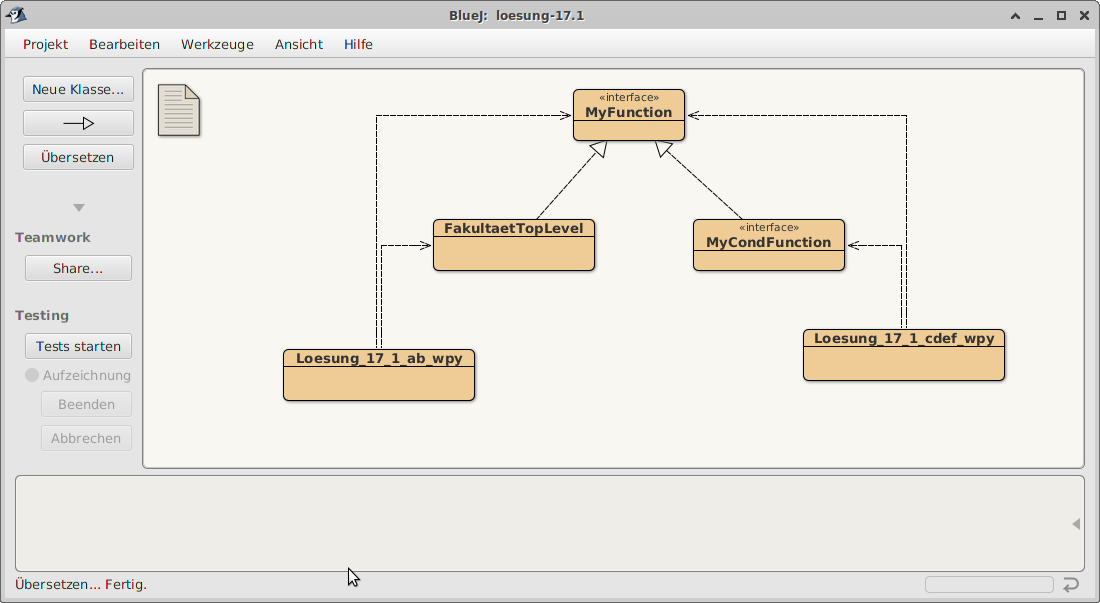 BlueJ: loesung-17.1
Projekt Bearbeiten Werkzeuge Ansicht Hilfe
Neue Klasse...
Übersetzen
Teamwork
Share...
Testing
Tests starten
Aufzeichnung
Beenden
Abbrechen
«interface»
MyFunction
FakultaetTopLevel
«interface»
MyCondFunction
Loesung_17_1_ab_wpy
Loesung_17_1_cdef_wpy
Übersetzen... Fertig.